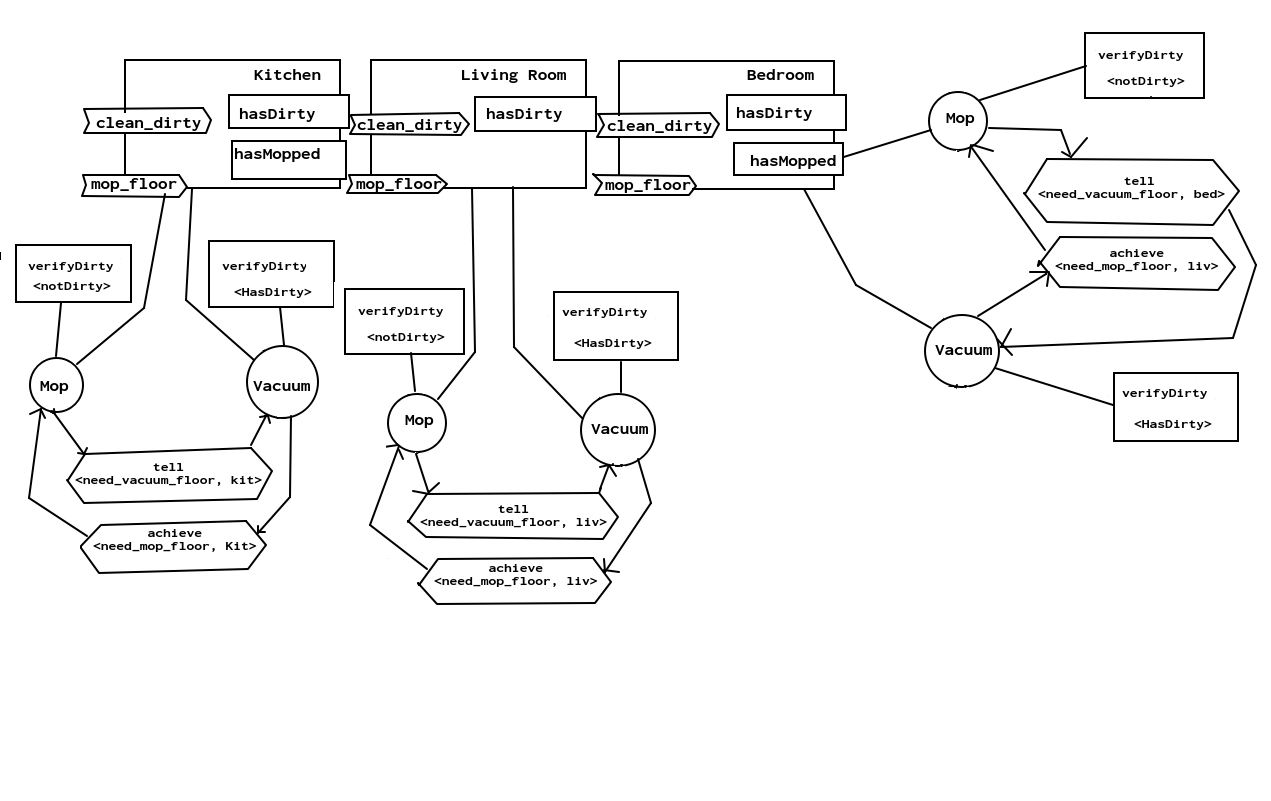 Kitchen
clean_dirty
hasDirty
hasMopped
mop_floor
Living Room
clean_dirty
hasDirty
mop_floor
Bedroom
clean_dirty
hasDirty
hasMopped
mop_floor
verifyDirty
<notDirty>
verifyDirty
<HasDirty>
Mop
Vacuum
tell
<need_vacuum_floor, kit>
achieve
<need_mop_floor, Kit>
verifyDirty
<notDirty>
verifyDirty
<HasDirty>
Mop
Vacuum
tell
<need_vacuum_floor, liv>
achieve
<need_mop_floor, liv>
verifyDirty
<notDirty>
Mop
tell
<need_vacuum_floor, bed>
achieve
<need_mop_floor, liv>
Vacuum
verifyDirty
<HasDirty>